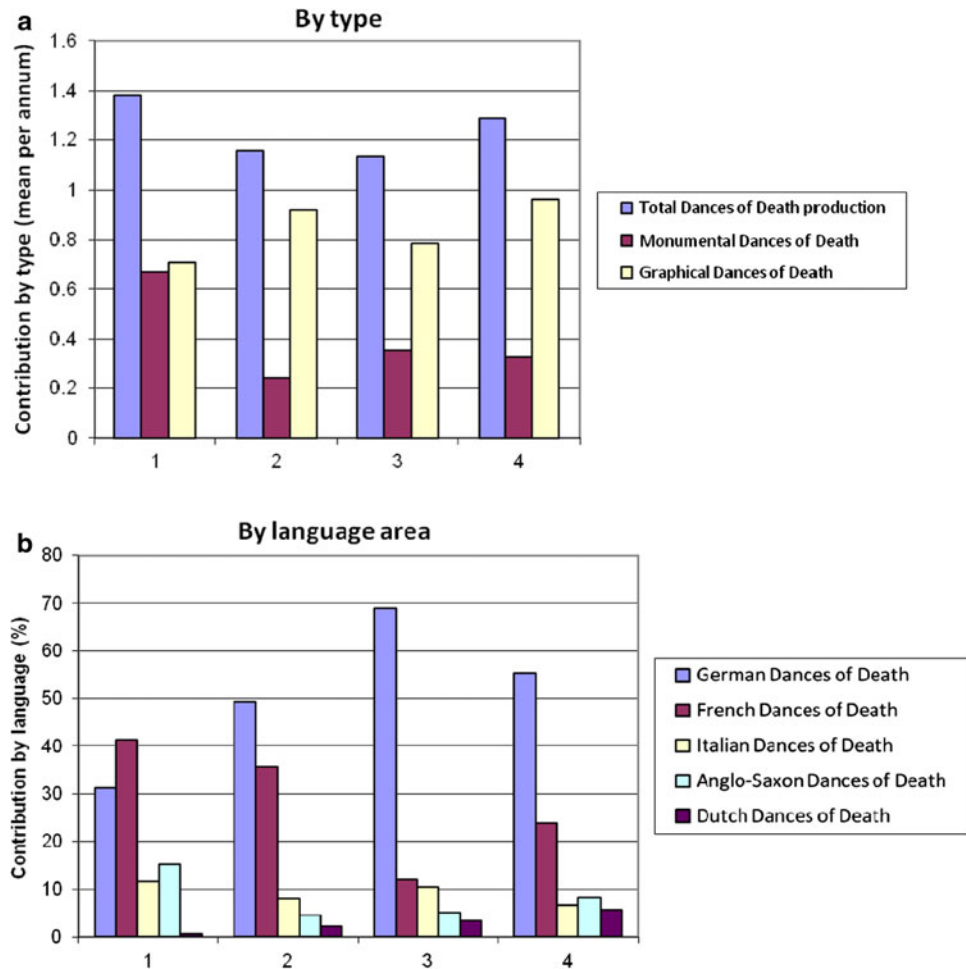 a
By type
Contribution by type (mean per annum)
1.6
1.4
1.2
1
0.8
0.6
0.4
0.2
0
1 2 3 4
Total Dances of Death production
Monumental Dances of Death
Graphical Dances of Death
b
By language area
Contribution by language (%)
80
70
60
50
40
30
20
10
0
1 2 3 4
German Dances of Death
French Dances of Death
Italian Dances of Death
Anglo-Saxon Dances of Death
Dutch Dances of Death